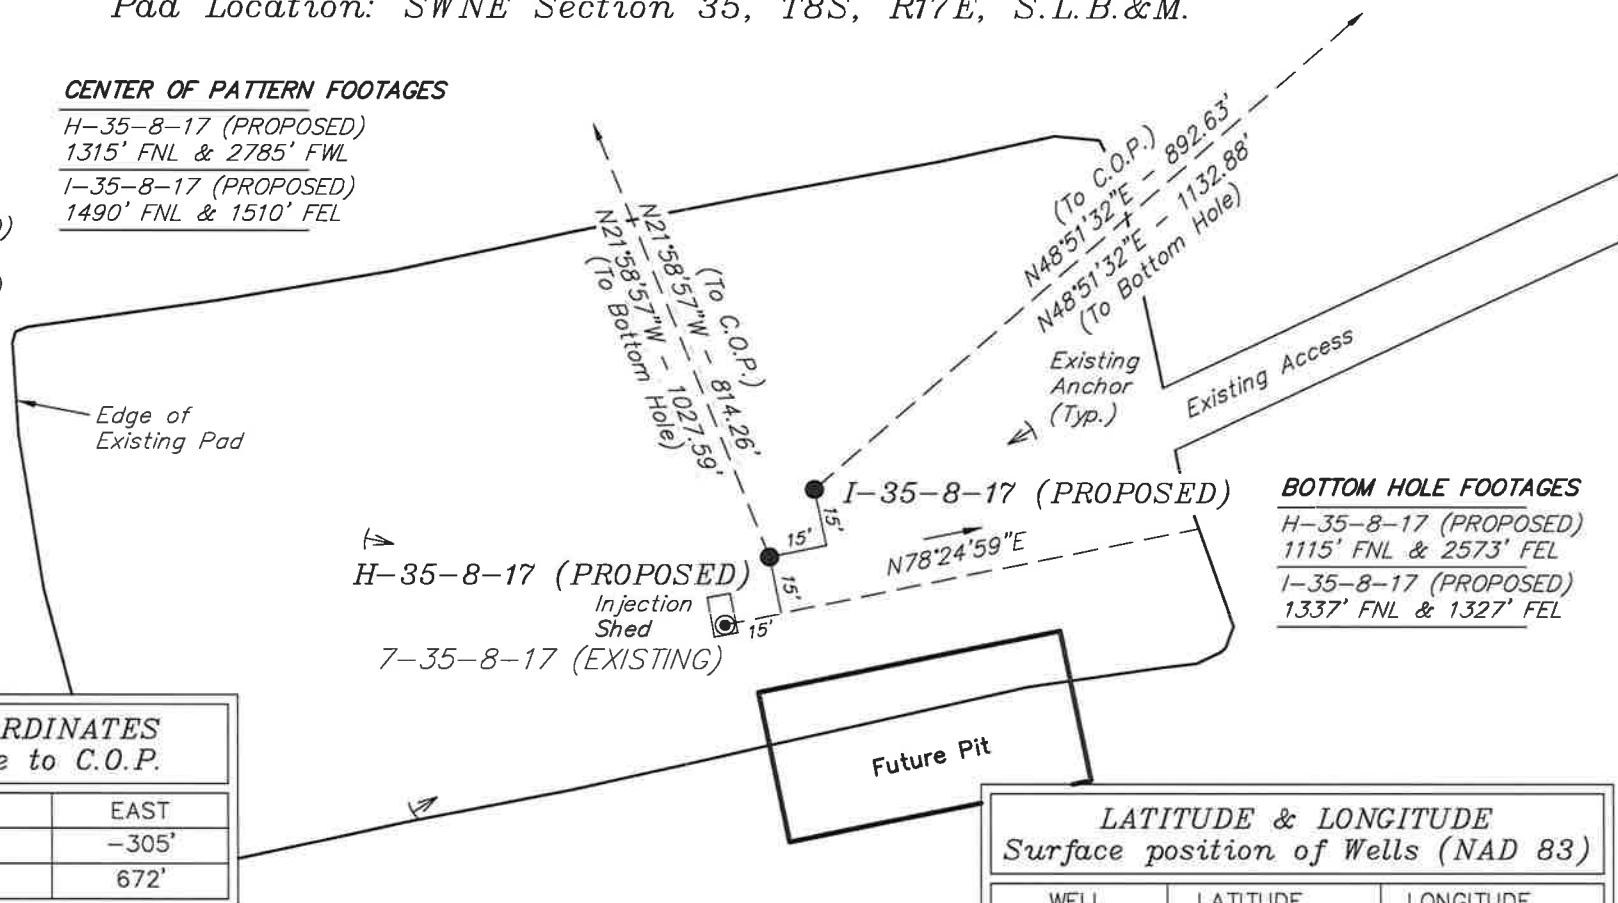 Pad Location: SWNE Section 35, T8S, R17E, S.L.B.&M.
CENTER OF PATTERN FOOTAGES
H-35-8-17 (PROPOSED)
1315' FNL & 2785' FWL
I-35-8-17 (PROPOSED)
1490' FNL & 1510' FEL
(To C.O.P.)
N21°58'57"W - 814.26'
N21°58'57"W - 1027.59'
(To Bottom Hole)
(To C.O.P.)
N48°51'32"E - 892.63'
N48°51'32"E - 1132.88'
(To Bottom Hole)
Existing
Anchor
(Typ.)
Existing Access
Edge of
Existing Pad
I-35-8-17 (PROPOSED)
15'
15'
N78°24'59"E
H-35-8-17 (PROPOSED)
15'
Injection
Shed
15'
7-35-8-17 (EXISTING)
BOTTOM HOLE FOOTAGES
H-35-8-17 (PROPOSED)
1115' FNL & 2573' FEL
I-35-8-17 (PROPOSED)
1337' FNL & 1327' FEL
Future Pit
RDINATES
e to C.O.P.
EAST
-305'
672'
LATITUDE & LONGITUDE
Surface position of Wells (NAD 83)
WELL LATITUDE LONGITUDE